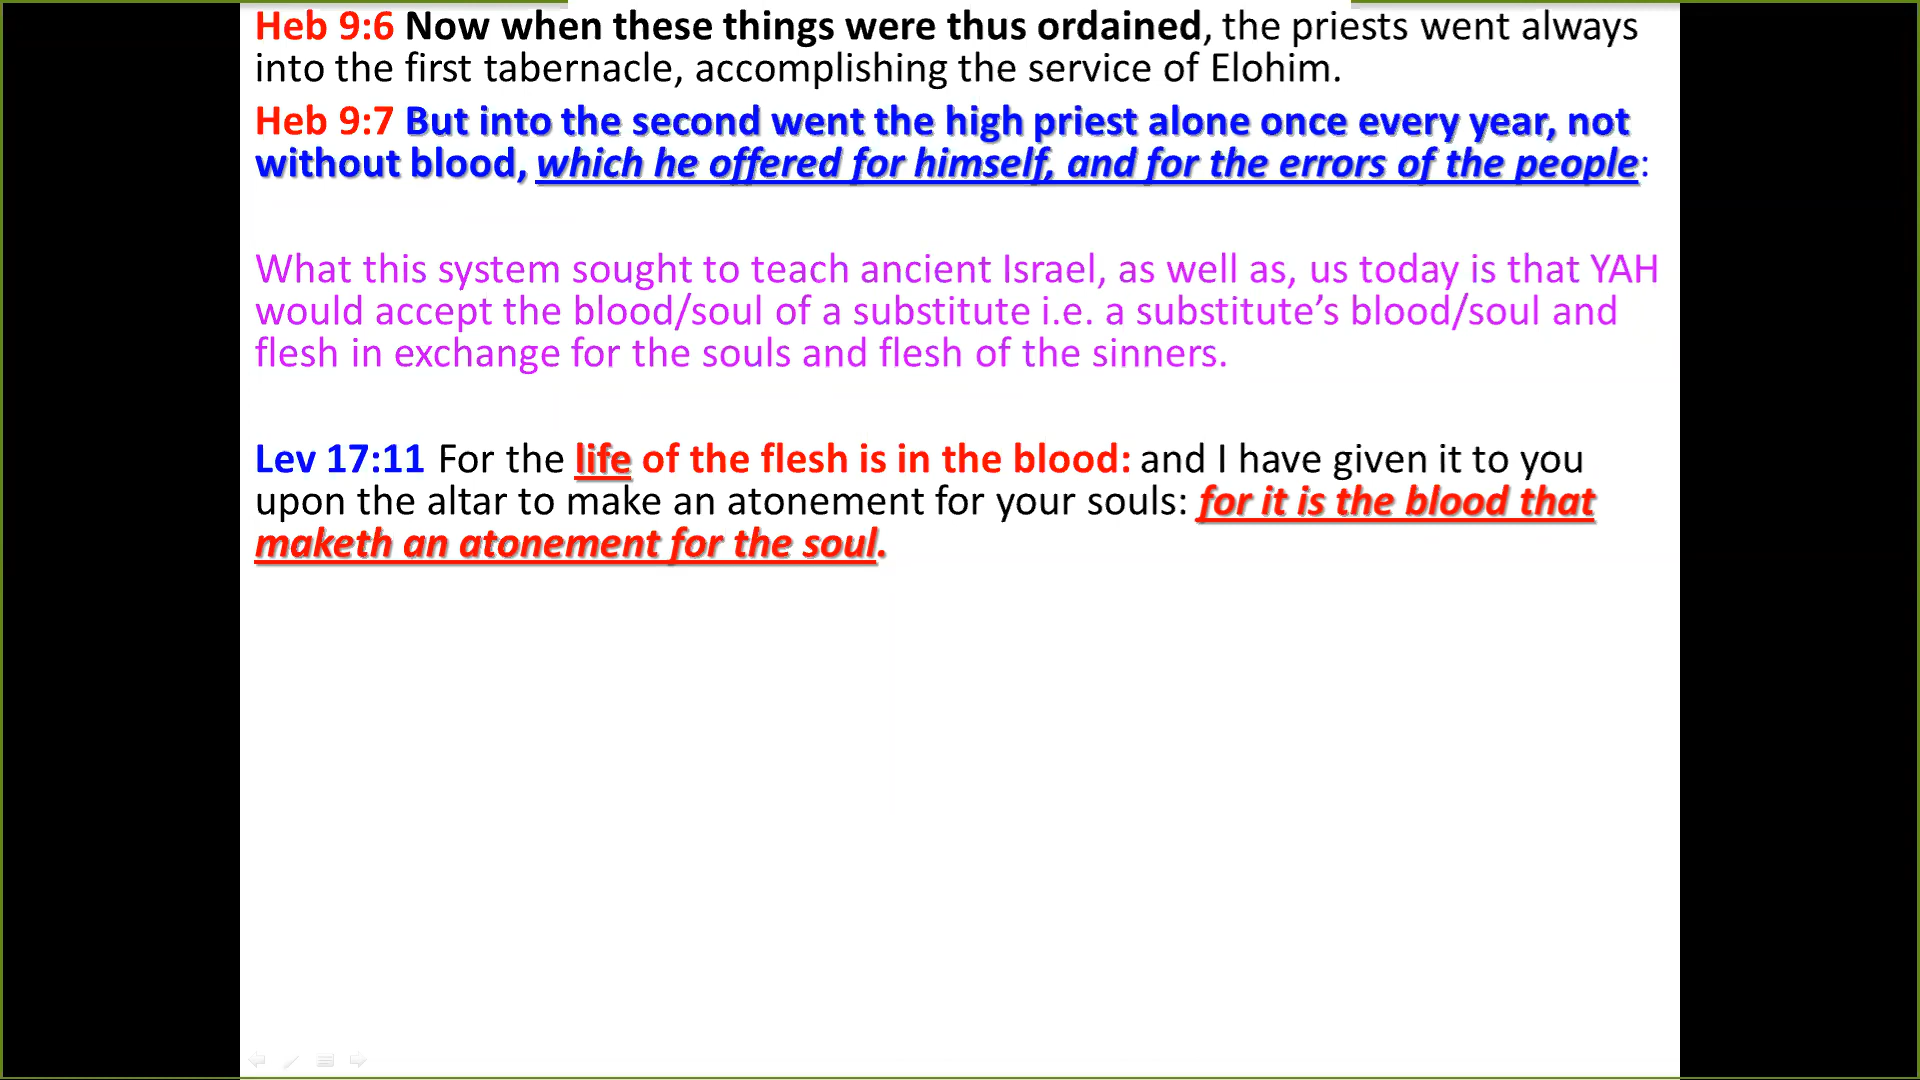 Heb 9:6 Now when these things were thus ordained, the priests went always
into the first tabernacle, accomplishing the service of Elohim.
Heb 9:7 But into the second went the high priest alone once every year, not
without blood, which he offered for himself, and for the errors of the people:
What this system sought to teach ancient Israel, as well as, us today is that YAH
would accept the blood/soul of a substitute i.e. a substitute’s blood/soul and
flesh in exchange for the souls and flesh of the sinners.
Lev 17:11 For the life of the flesh is in the blood: and I have given it to you
upon the altar to make an atonement for your souls: for it is the blood that
maketh an atonement for the soul.